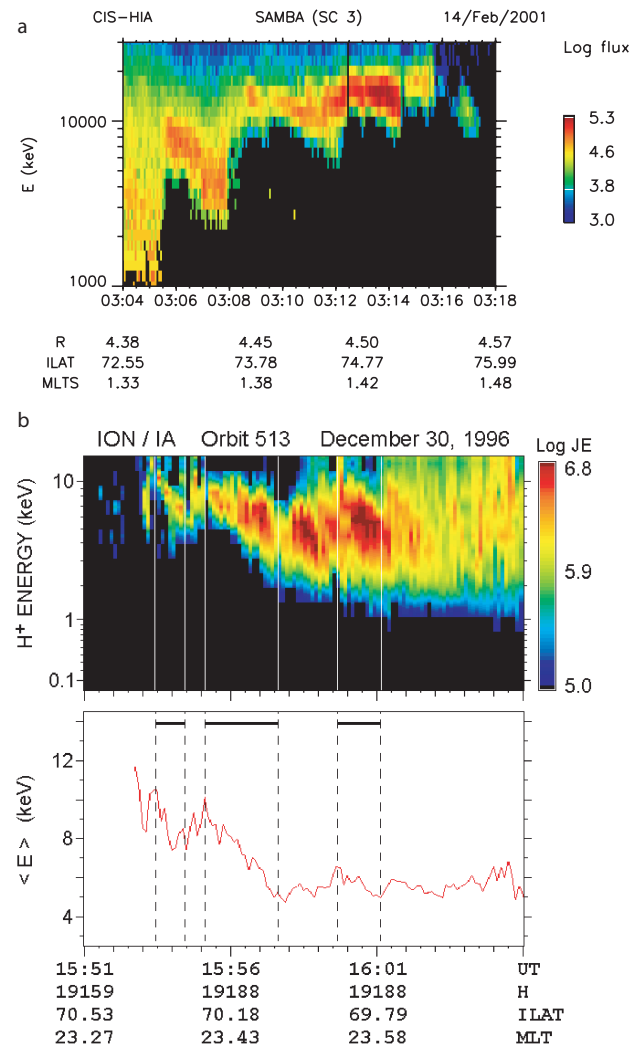 CIS-HIA SAMBA (SC 3) 14/Feb/2001
a
Log flux
10000
1000
E (keV)
5.3
4.6
3.8
3.0
03:04 03:06 03:08 03:10 03:12 03:14 03:16 03:18
R 4.38 4.45 4.50 4.57
ILAT 72.55 73.78 74.77 75.99
MLTS 1.33 1.38 1.42 1.48
b
ION / IA Orbit 513 December 30, 1996
Log JE
H+ ENERGY (keV)
10
1
0.1
6.8
5.9
5.0
< E > (keV)
12
8
4
15:51 15:56 16:01 UT
19159 19188 19188 H
70.53 70.18 69.79 ILAT
23.27 23.43 23.58 MLT